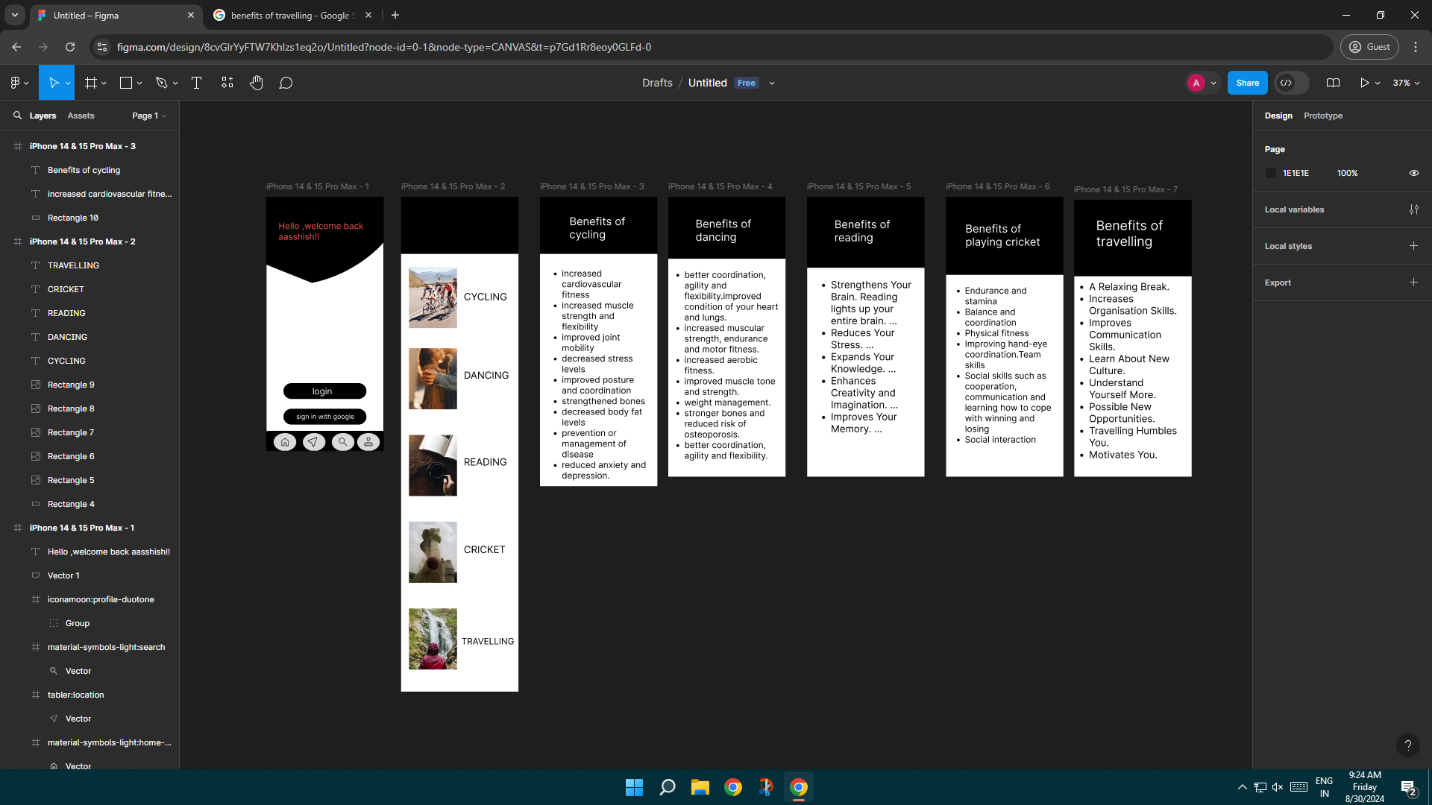 Untitled – Figma
benefits of travelling - Google S
figma.com/design/8cvGlrYyFTW7Khlzs1eq2o/Untitled?node-id=0-1&node-type=CANVAS&t=p7Gd1Rr8eoy0GLFd-0
Guest
Drafts / Untitled Free
A
Share
37%
Layers Assets Page 1
iPhone 14 & 15 Pro Max - 3
Benefits of cycling
increased cardiovascular fitne...
Rectangle 10
iPhone 14 & 15 Pro Max - 2
TRAVELLING
CRICKET
READING
DANCING
CYCLING
Rectangle 9
Rectangle 8
Rectangle 7
Rectangle 6
Rectangle 5
Rectangle 4
iPhone 14 & 15 Pro Max - 1
Hello ,welcome back aasshish!!
Vector 1
iconamoon:profile-duotone
Group
material-symbols-light:search
Vector
tabler:location
Vector
material-symbols-light:home-...
Vector
iPhone 14 & 15 Pro Max - 1
Hello ,welcome back
aasshish!!
login
sign in with google
iPhone 14 & 15 Pro Max - 2
CYCLING
DANCING
READING
CRICKET
TRAVELLING
iPhone 14 & 15 Pro Max - 3
Benefits of
cycling
• increased
cardiovascular
fitness
• increased muscle
strength and
flexibility
• improved joint
mobility
• decreased stress
levels
• improved posture
and coordination
• strengthened bones
• decreased body fat
levels
• prevention or
management of
disease
• reduced anxiety and
depression.
iPhone 14 & 15 Pro Max - 4
Benefits of
dancing
• better coordination,
agility and
flexibility.improved
condition of your heart
and lungs.
• increased muscular
strength, endurance
and motor fitness.
• increased aerobic
fitness.
• improved muscle tone
and strength.
• weight management.
• stronger bones and
reduced risk of
osteoporosis.
• better coordination,
agility and flexibility.
iPhone 14 & 15 Pro Max - 5
Benefits of
reading
• Strengthens Your
Brain. Reading
lights up your
entire brain. ...
• Reduces Your
Stress. ...
• Expands Your
Knowledge. ...
• Enhances
Creativity and
Imagination. ...
• Improves Your
Memory. ...
iPhone 14 & 15 Pro Max - 6
Benefits of
playing cricket
• Endurance and
stamina
• Balance and
coordination
• Physical fitness
• Improving hand-eye
coordination.Team
skills
• Social skills such as
cooperation,
communication and
learning how to cope
with winning and
losing
• Social interaction
iPhone 14 & 15 Pro Max - 7
Benefits of
travelling
• A Relaxing Break.
• Increases
Organisation Skills.
• Improves
Communication
Skills.
• Learn About New
Culture.
• Understand
Yourself More.
• Possible New
Opportunities.
• Travelling Humbles
You.
• Motivates You.
Design Prototype
Page
1E1E1E 100%
Local variables
Local styles
Export
?
ENG
IN
9:24 AM
Friday
8/30/2024
2